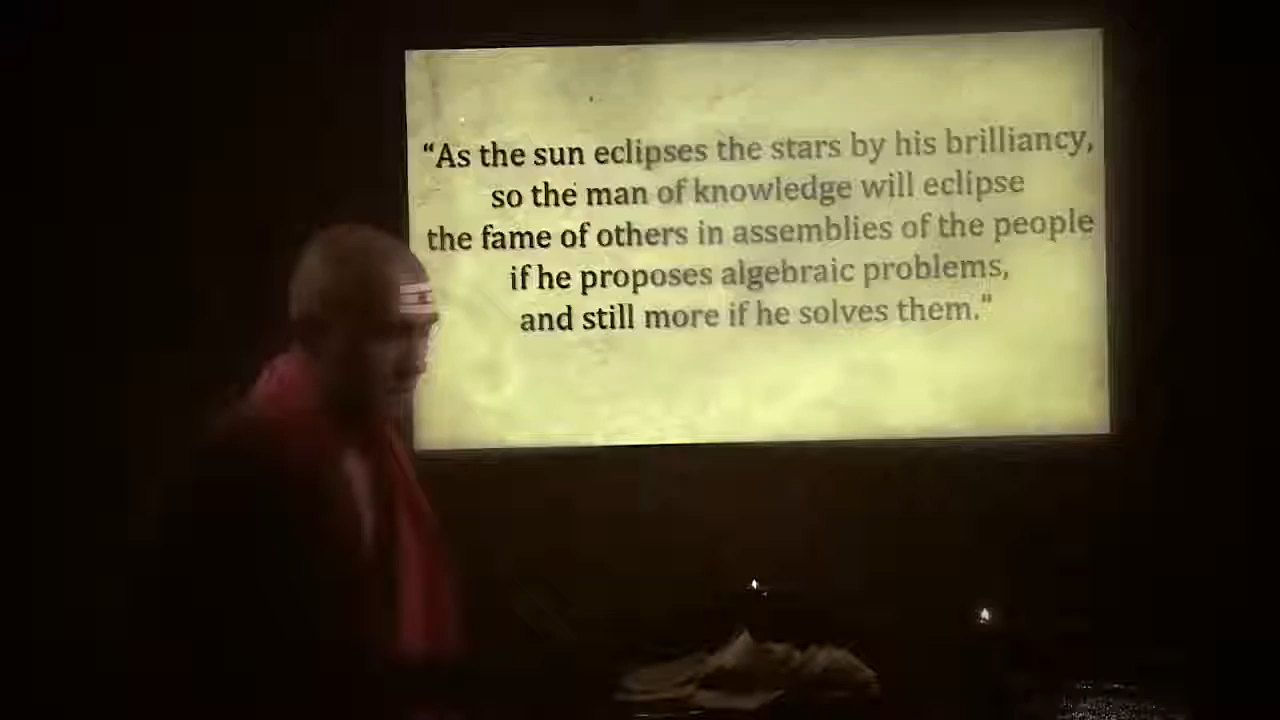 “As the sun eclipses the stars by his brilliancy,
so the man of knowledge will eclipse
the fame of others in assemblies of the people
if he proposes algebraic problems,
and still more if he solves them."